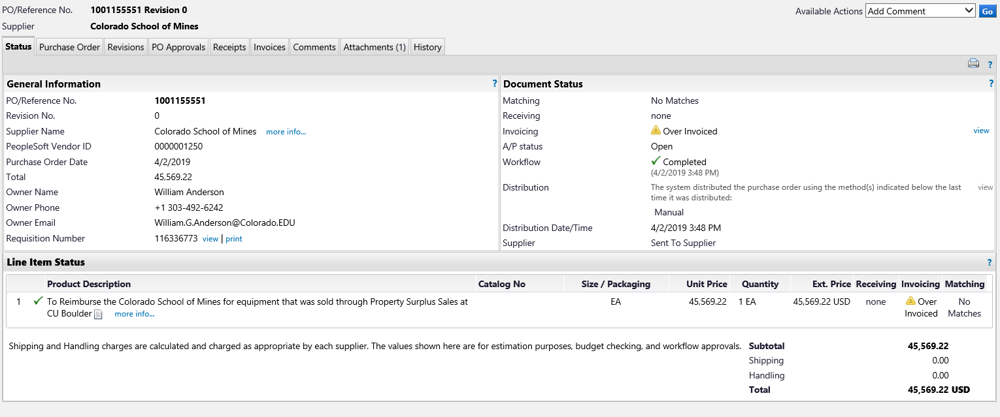 PO/Reference No. 1001155551 Revision 0
Available Actions Add Comment Go
Supplier Colorado School of Mines
Status Purchase Order Revisions PO Approvals Receipts Invoices Comments Attachments (1) History
?
General Information ?
PO/Reference No. 1001155551
Revision No. 0
Supplier Name Colorado School of Mines more info...
PeopleSoft Vendor ID 0000001250
Purchase Order Date 4/2/2019
Total 45,569.22
Owner Name William Anderson
Owner Phone +1 303-492-6242
Owner Email William.G.Anderson@Colorado.EDU
Requisition Number 116336773 view | print
Document Status ?
Matching No Matches
Receiving none
Invoicing Over Invoiced view
A/P status Open
Workflow Completed
(4/2/2019 3:48 PM)
Distribution The system distributed the purchase order using the method(s) indicated below the last view
time it was distributed:
Manual
Distribution Date/Time 4/2/2019 3:48 PM
Supplier Sent To Supplier
Line Item Status ?
Product Description Catalog No Size / Packaging Unit Price Quantity Ext. Price Receiving Invoicing Matching
1 To Reimburse the Colorado School of Mines for equipment that was sold through Property Surplus Sales at EA 45,569.22 1 EA 45,569.22 USD none Over No
CU Boulder more info... Invoiced Matches
Shipping and Handling charges are calculated and charged as appropriate by each supplier. The values shown here are for estimation purposes, budget checking, and workflow approvals. Subtotal 45,569.22
Shipping 0.00
Handling 0.00
Total 45,569.22 USD